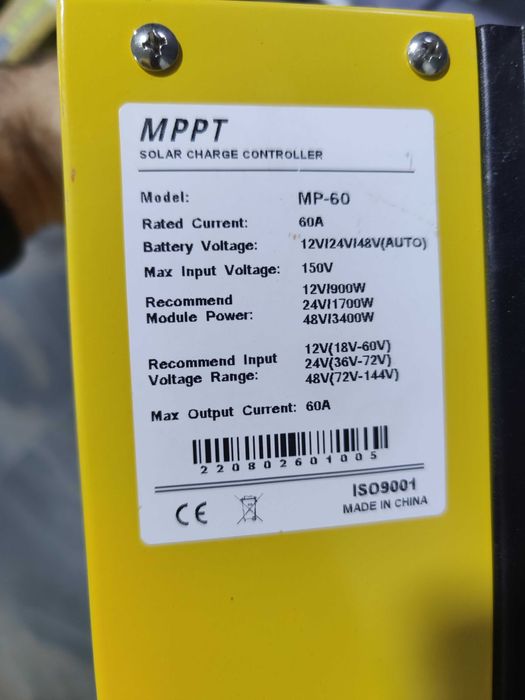 MPPT
SOLAR CHARGE CONTROLLER
Model: MP-60
Rated Current: 60A
Battery Voltage: 12V/24V/48V(AUTO)
Max Input Voltage: 150V
Recommend Module Power: 12V/900W
24V/1700W
48V/3400W
Recommend Input Voltage Range: 12V(18V-60V)
24V(36V-72V)
48V(72V-144V)
Max Output Current: 60A
220802601005
CE
ISO9001
MADE IN CHINA